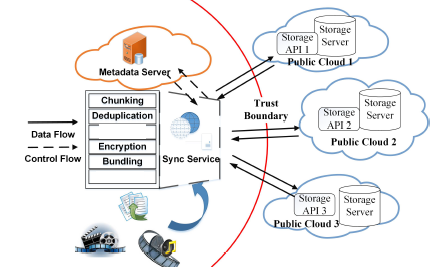 Metadata Server
Chunking
Deduplication
Encryption
Bundling
Sync Service
Data Flow
Control Flow
Trust
Boundary
Storage
API 1
Storage
Server
Public Cloud 1
Storage
API 2
Storage
Server
Public Cloud 2
Storage
API 3
Storage
Server
Public Cloud 3